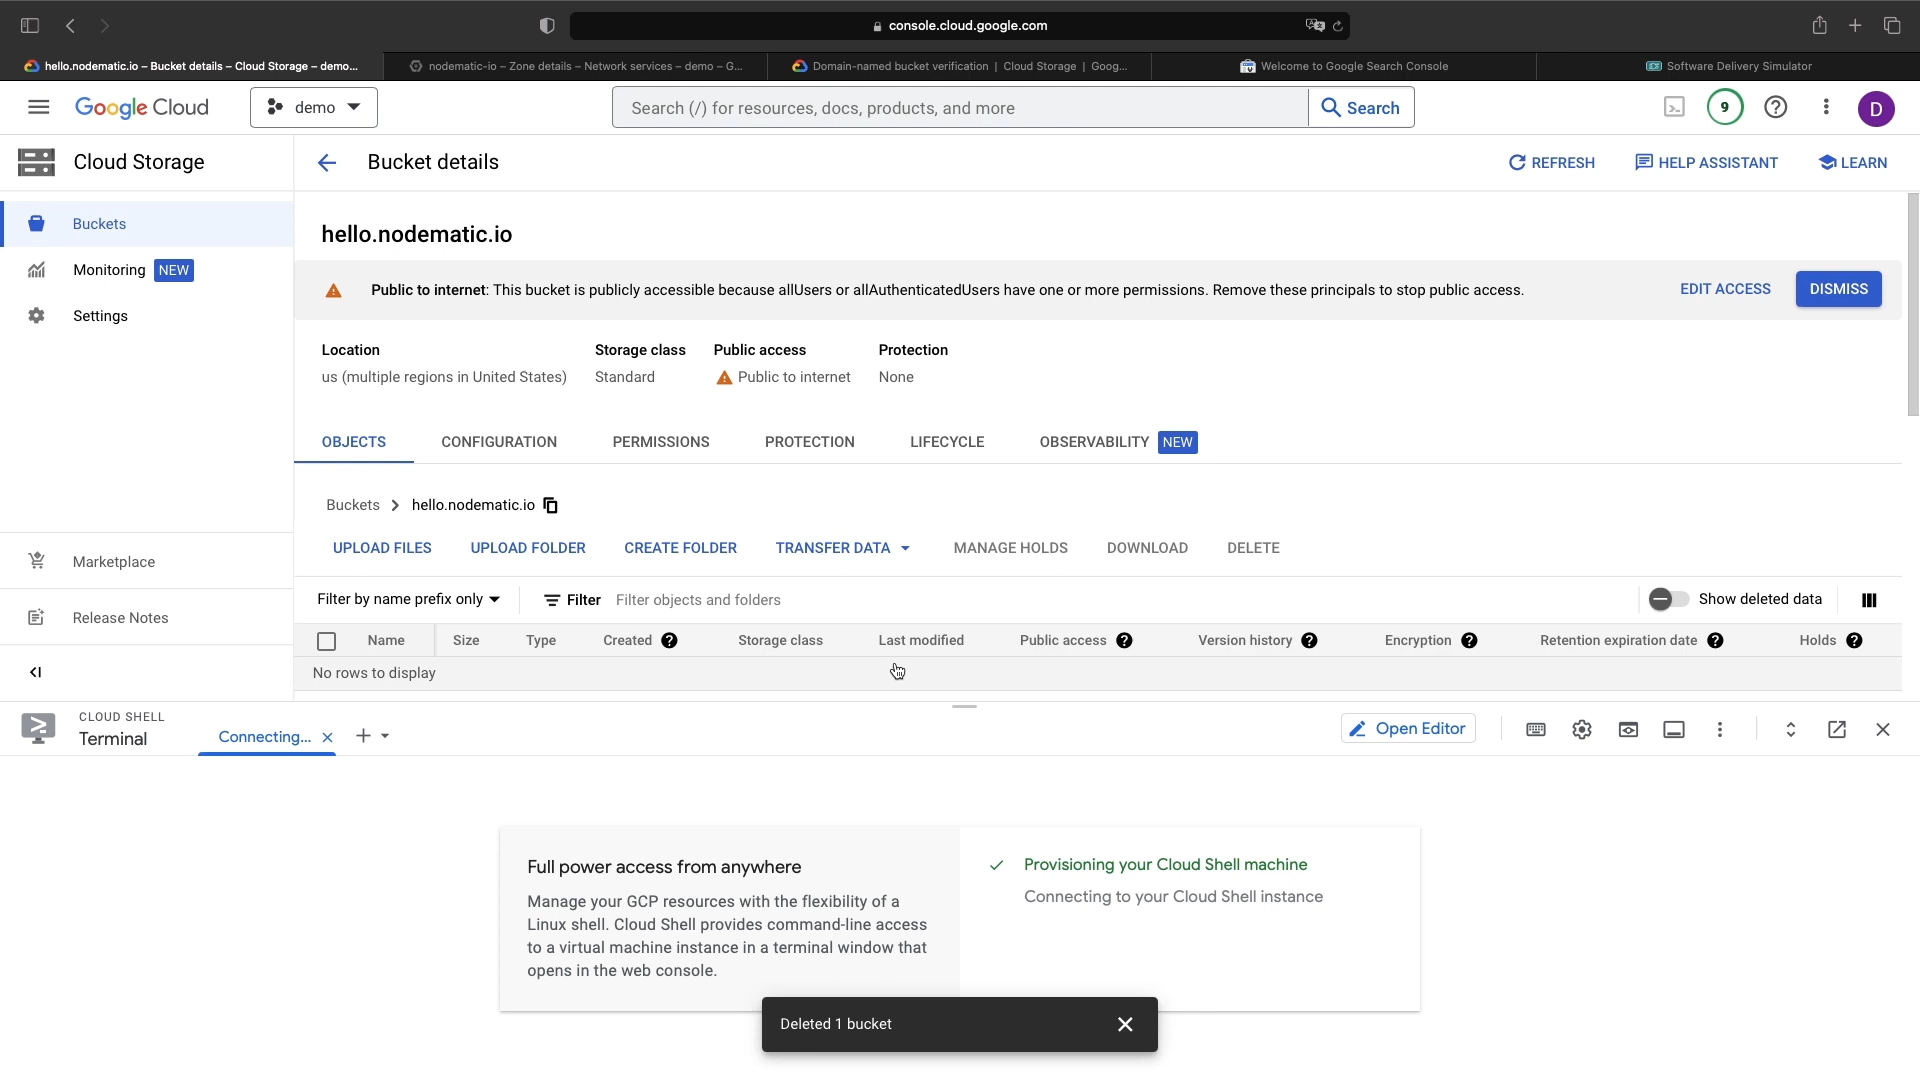 console.cloud.google.com
hello.nodematic.io – Bucket details – Cloud Storage – demo...
nodematic-io – Zone details – Network services – demo – G...
Domain-named bucket verification | Cloud Storage | Goog...
Welcome to Google Search Console
Software Delivery Simulator
Google Cloud
demo
Search (/) for resources, docs, products, and more
Search
9
D
Cloud Storage
Bucket details
REFRESH
HELP ASSISTANT
LEARN
Buckets
Monitoring NEW
Settings
Marketplace
Release Notes
hello.nodematic.io
Public to internet: This bucket is publicly accessible because allUsers or allAuthenticatedUsers have one or more permissions. Remove these principals to stop public access.
EDIT ACCESS
DISMISS
Location
Storage class
Public access
Protection
us (multiple regions in United States)
Standard
Public to internet
None
OBJECTS
CONFIGURATION
PERMISSIONS
PROTECTION
LIFECYCLE
OBSERVABILITY NEW
Buckets > hello.nodematic.io
UPLOAD FILES
UPLOAD FOLDER
CREATE FOLDER
TRANSFER DATA
MANAGE HOLDS
DOWNLOAD
DELETE
Filter by name prefix only
Filter
Filter objects and folders
Show deleted data
Name
Size
Type
Created
Storage class
Last modified
Public access
Version history
Encryption
Retention expiration date
Holds
No rows to display
CLOUD SHELL
Terminal
Connecting...
Open Editor
Full power access from anywhere
Manage your GCP resources with the flexibility of a
Linux shell. Cloud Shell provides command-line access
to a virtual machine instance in a terminal window that
opens in the web console.
Provisioning your Cloud Shell machine
Connecting to your Cloud Shell instance
Deleted 1 bucket